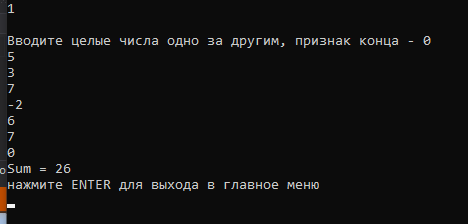 1
Вводите целые числа одно за другим, признак конца - 0
5
3
7
-2
6
7
0
Sum = 26
нажмите ENTER для выхода в главное меню